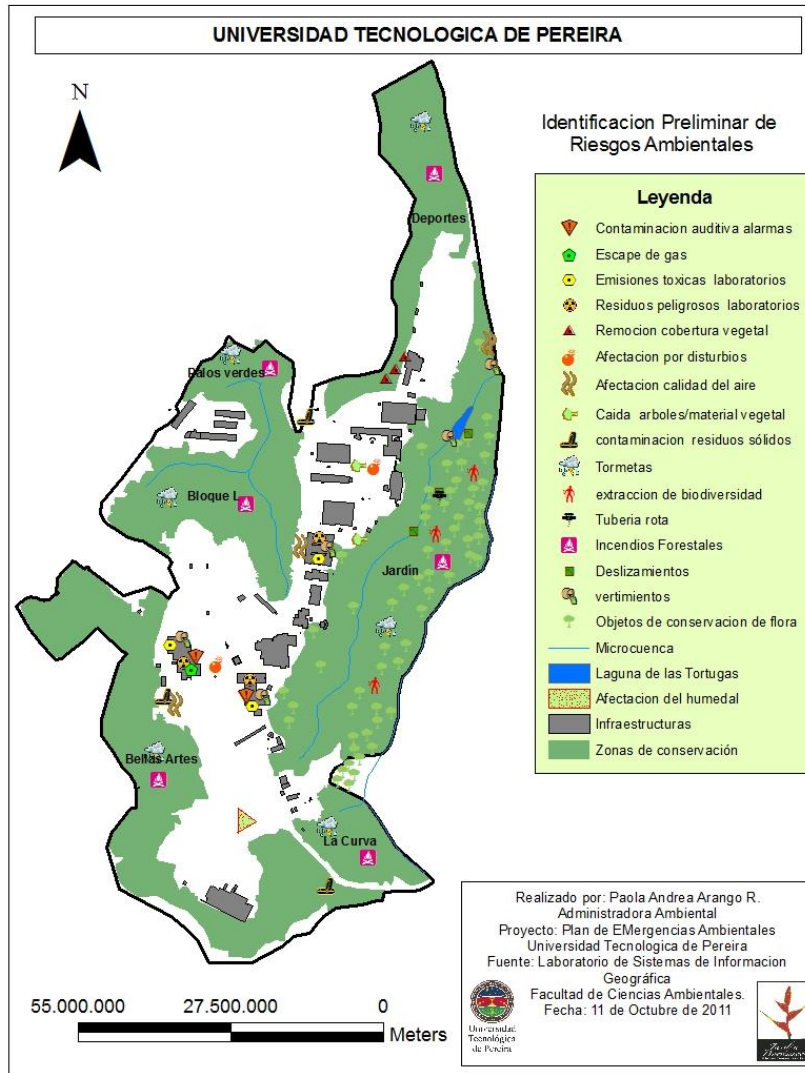 UNIVERSIDAD TECNOLOGICA DE PEREIRA
N
Identificacion Preliminar de
Riesgos Ambientales
Leyenda
Contaminacion auditiva alarmas
Escape de gas
Emisiones toxicas laboratorios
Residuos peligrosos laboratorios
Remocion cobertura vegetal
Afectacion por disturbios
Afectacion calidad del aire
Caida arboles/material vegetal
contaminacion residuos sólidos
Tormetas
extraccion de biodiversidad
Tuberia rota
Incendios Forestales
Deslizamientos
vertimientos
Objetos de conservacion de flora
Microcuenca
Laguna de las Tortugas
Afectacion del humedal
Infraestructuras
Zonas de conservación
Deportes
Palos verdes
Bloque L
Jardin
Bellas Artes
La Curva
Realizado por: Paola Andrea Arango R.
Administradora Ambiental
Proyecto: Plan de EMergencias Ambientales
Universidad Tecnologica de Pereira
Fuente: Laboratorio de Sistemas de Informacion
Geográfica
Facultad de Ciencias Ambientales.
Fecha: 11 de Octubre de 2011
Universidad
Tecnológica
de Pereira
55.000.000 27.500.000 0
Meters